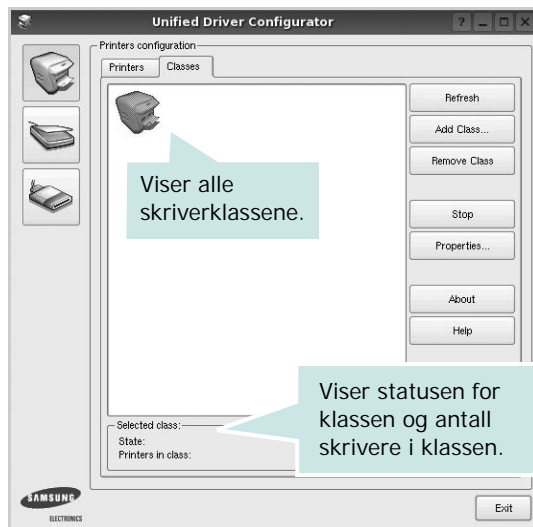 Unified Driver Configurator
Printers configuration
Printers
Classes
Refresh
Add Class...
Remove Class
Viser alle
skriverklassene.
Stop
Properties...
About
Help
Viser statusen for
klassen og antall
skrivere i klassen.
Selected class:
State:
Printers in class:
SAMSUNG
ELECTRONICS
Exit